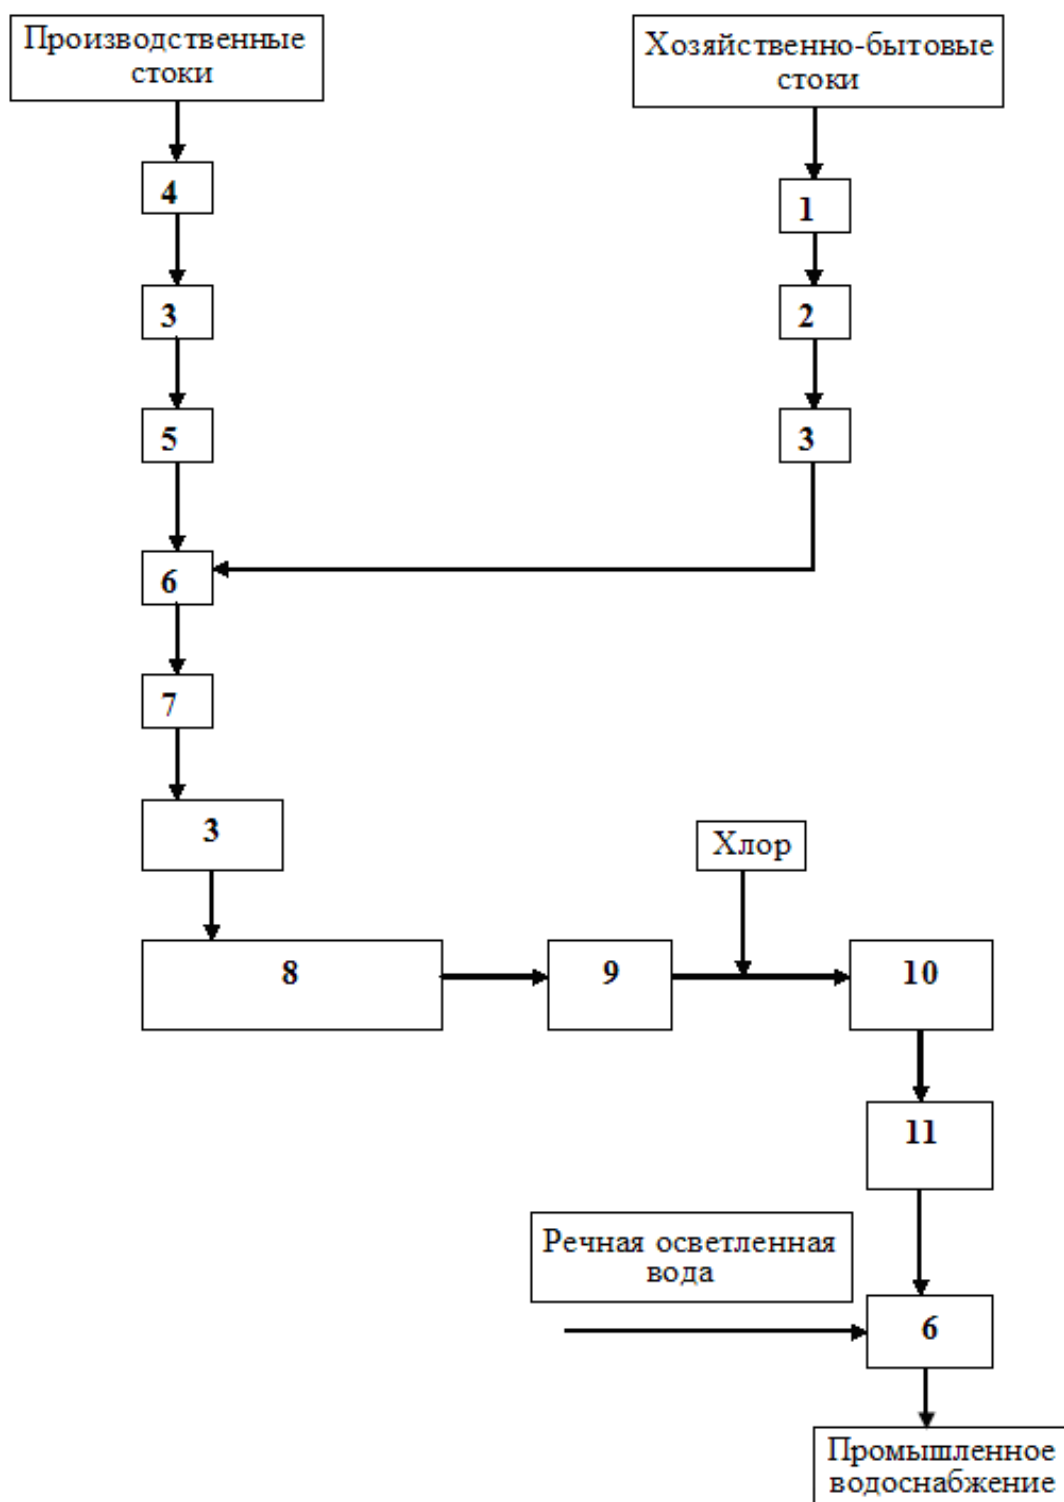 Производственные
стоки
Хозяйственно-бытовые
стоки
4
1
3
2
5
3
6
7
3
Хлор
8
9
10
11
Речная осветленная
вода
6
Промышленное
водоснабжение